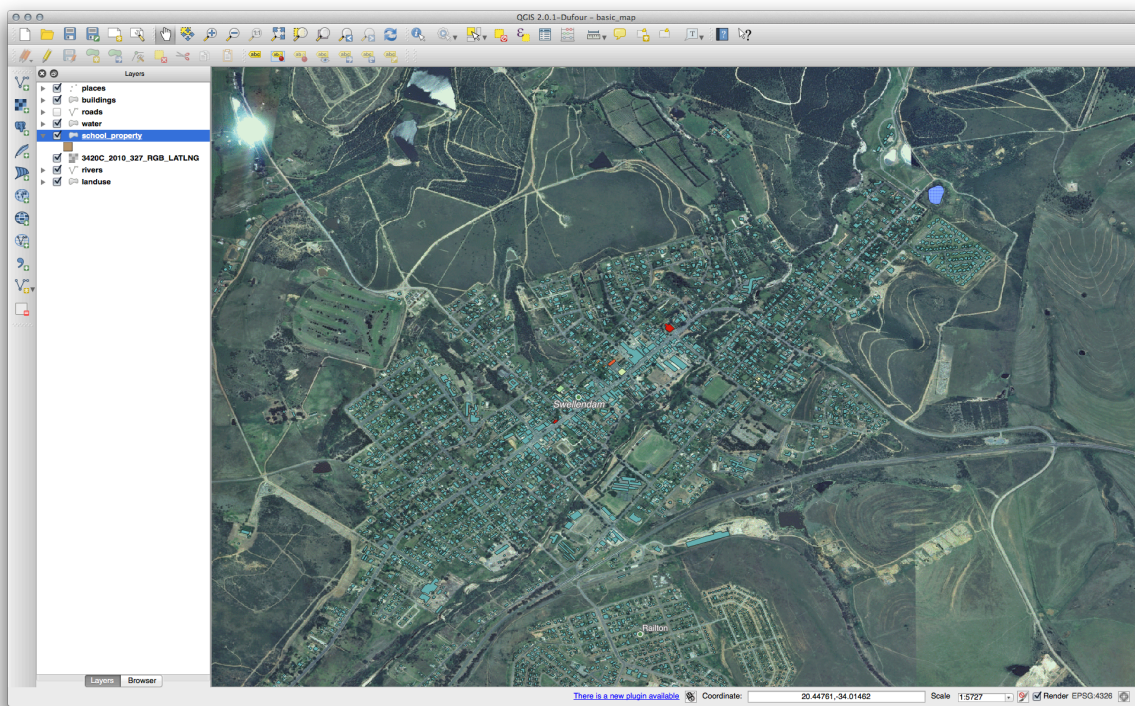 QGIS 2.0.1-Dufour - basic_map
Layers
places
buildings
roads
water
school_property
3420C_2010_327_RGB_LATLNG
rivers
landuse
Swellendam
Railton
Layers Browser
There is a new plugin available Coordinate: 20.44761,-34.01462 Scale 1:5727 Render EPSG:4326